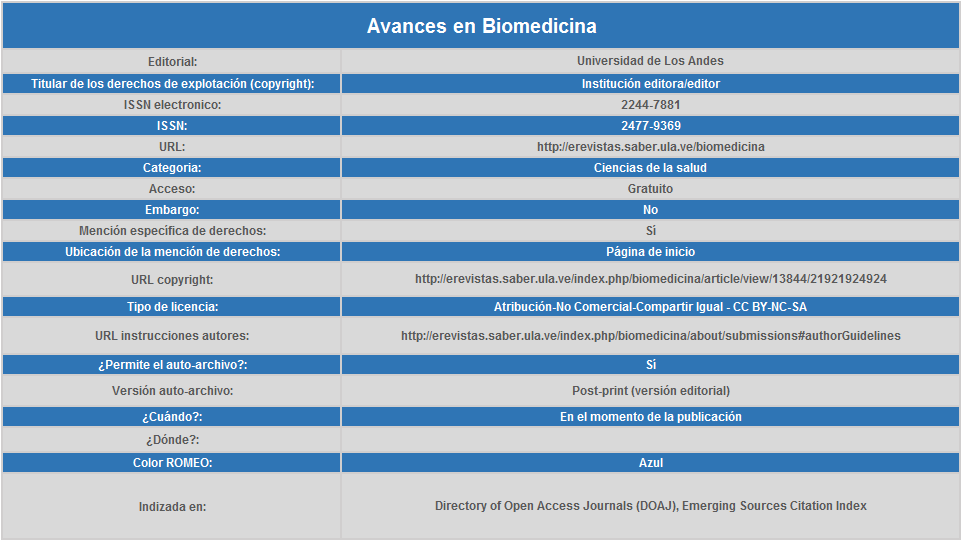 Avances en Biomedicina
Editorial: Universidad de Los Andes
Titular de los derechos de explotación (copyright): Institución editora/editor
ISSN electronico: 2244-7881
ISSN: 2477-9369
URL: http://erevistas.saber.ula.ve/biomedicina
Categoria: Ciencias de la salud
Acceso: Gratuito
Embargo: No
Mención específica de derechos: Sí
Ubicación de la mención de derechos: Página de inicio
URL copyright: http://erevistas.saber.ula.ve/index.php/biomedicina/article/view/13844/21921924924
Tipo de licencia: Atribución-No Comercial-Compartir Igual - CC BY-NC-SA
URL instrucciones autores: http://erevistas.saber.ula.ve/index.php/biomedicina/about/submissions#authorGuidelines
¿Permite el auto-archivo?: Sí
Versión auto-archivo: Post-print (versión editorial)
¿Cuándo?: En el momento de la publicación
¿Dónde?:
Color ROMEO: Azul
Indizada en: Directory of Open Access Journals (DOAJ), Emerging Sources Citation Index